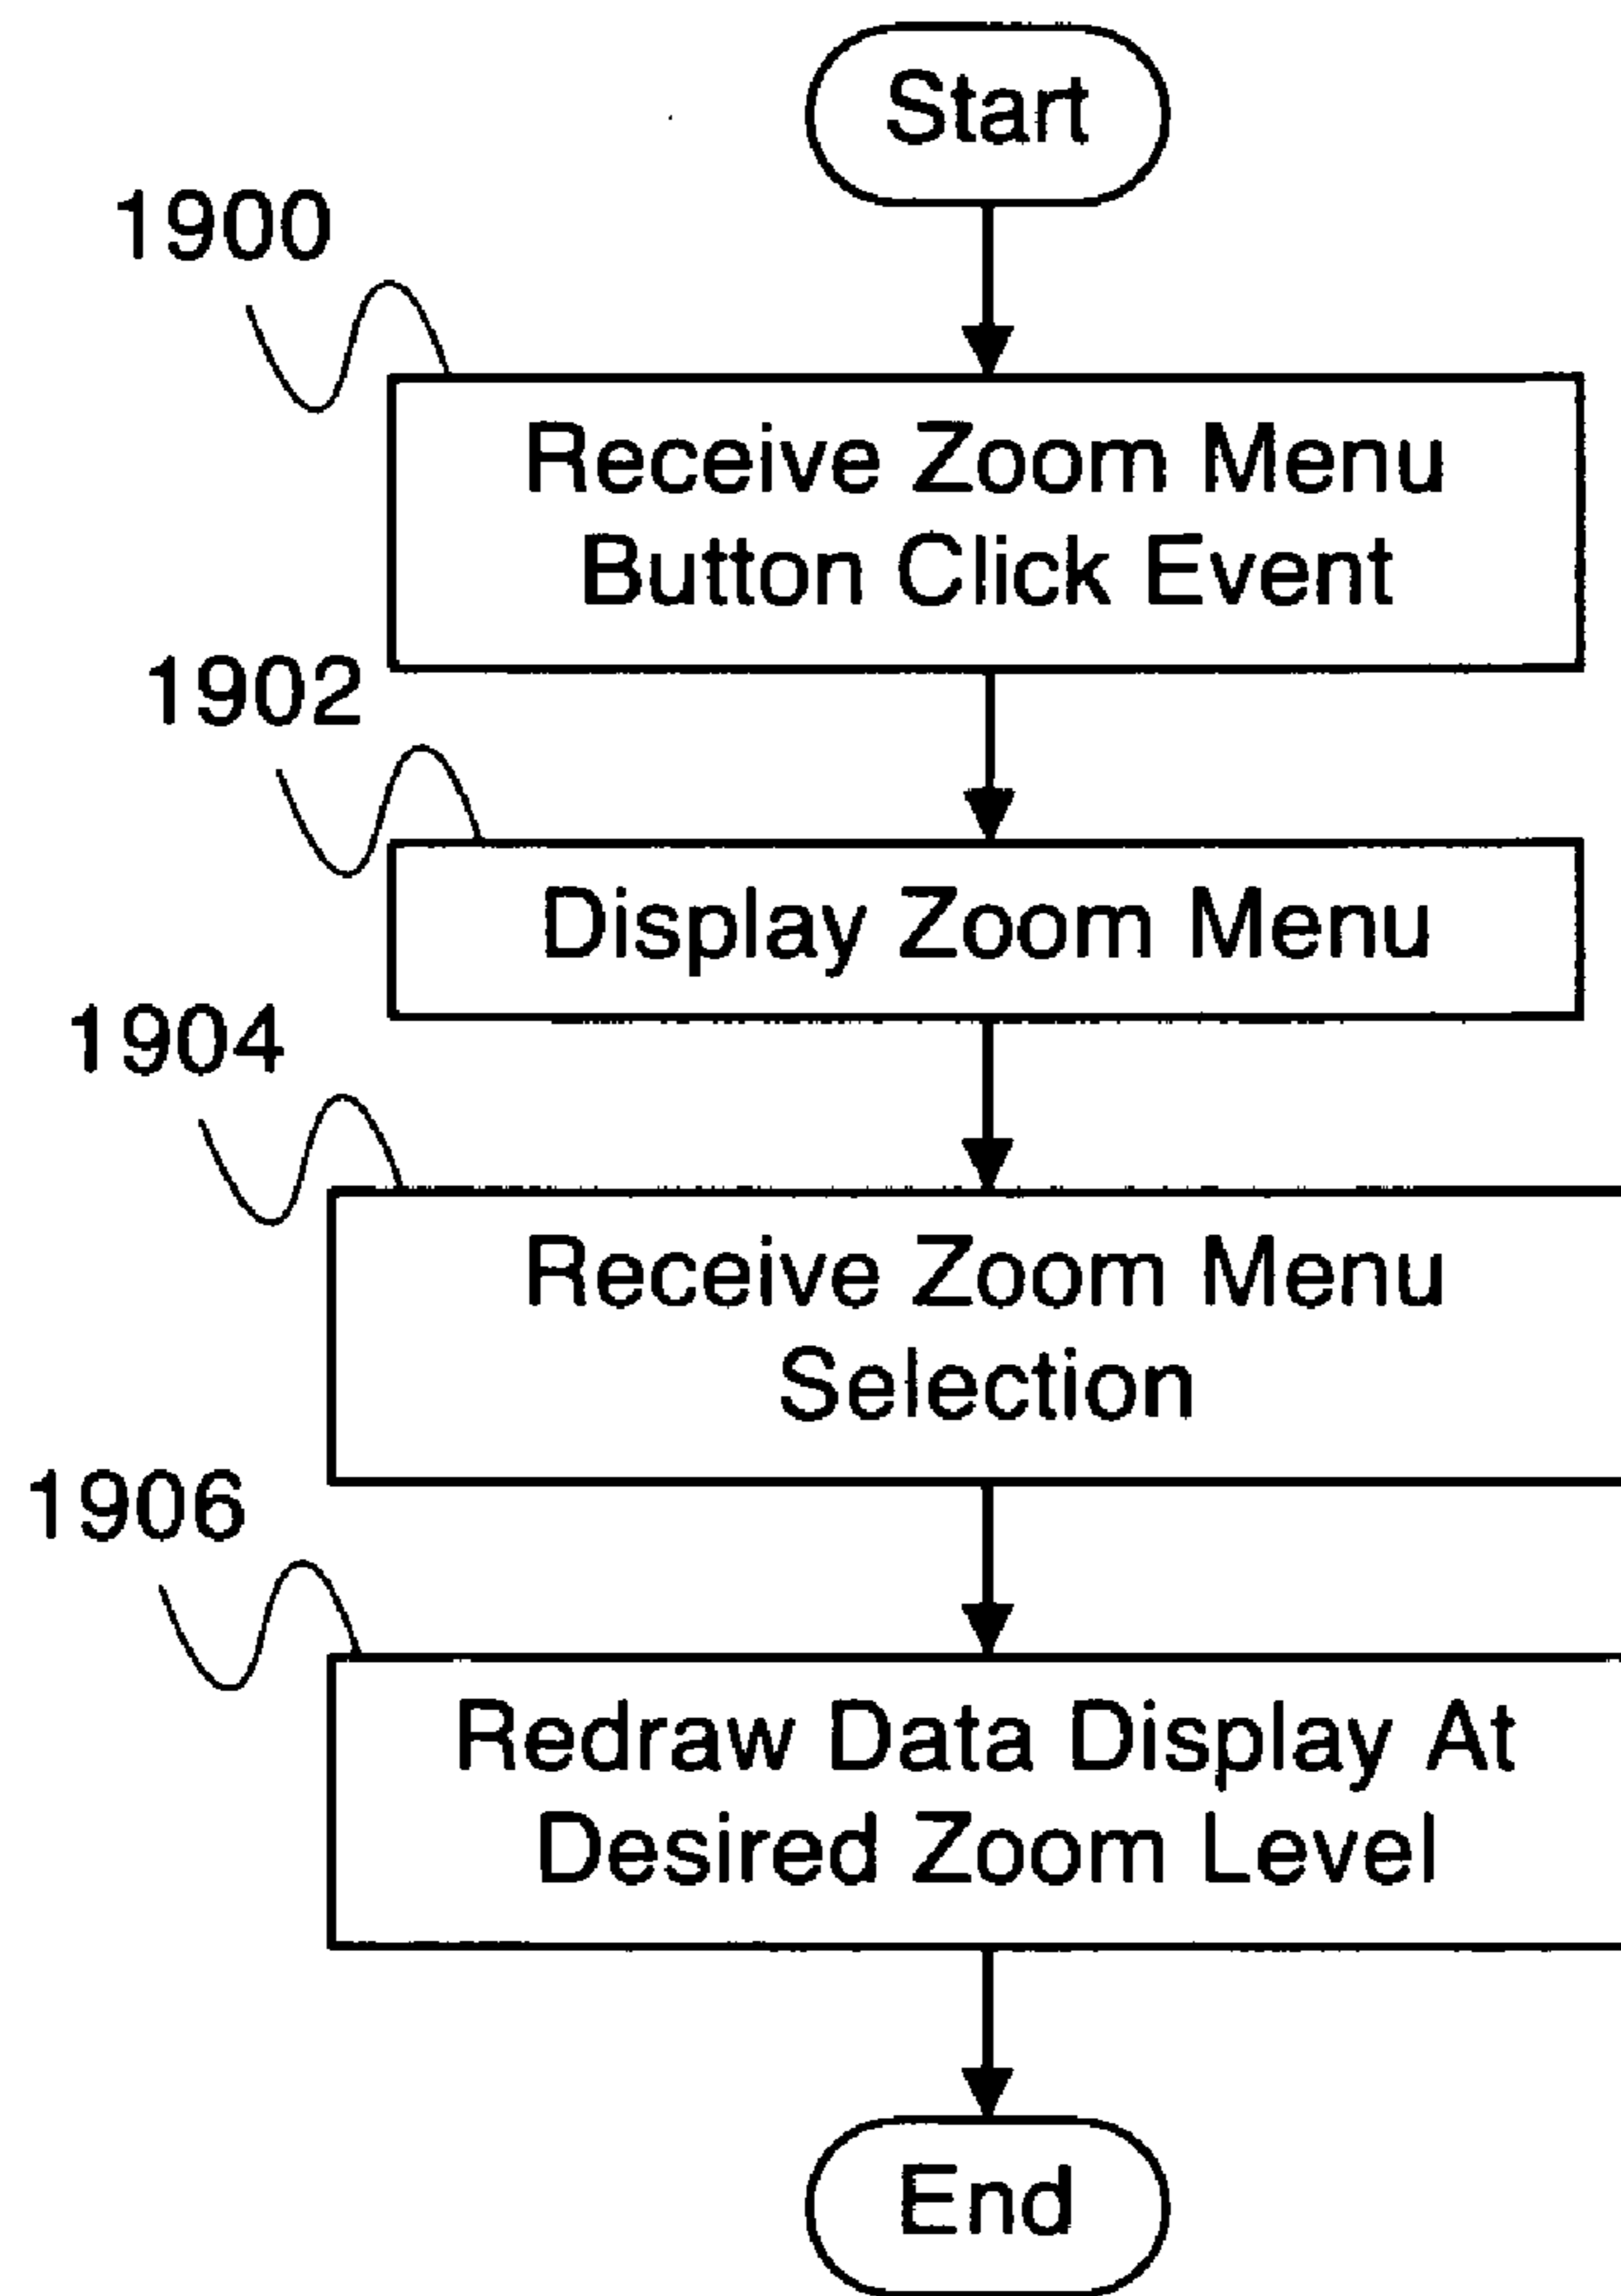 Start
1900
Receive Zoom Menu
Button Click Event
1902
Display Zoom Menu
1904
Receive Zoom Menu
Selection
1906
Redraw Data Display At
Desired Zoom Level
End